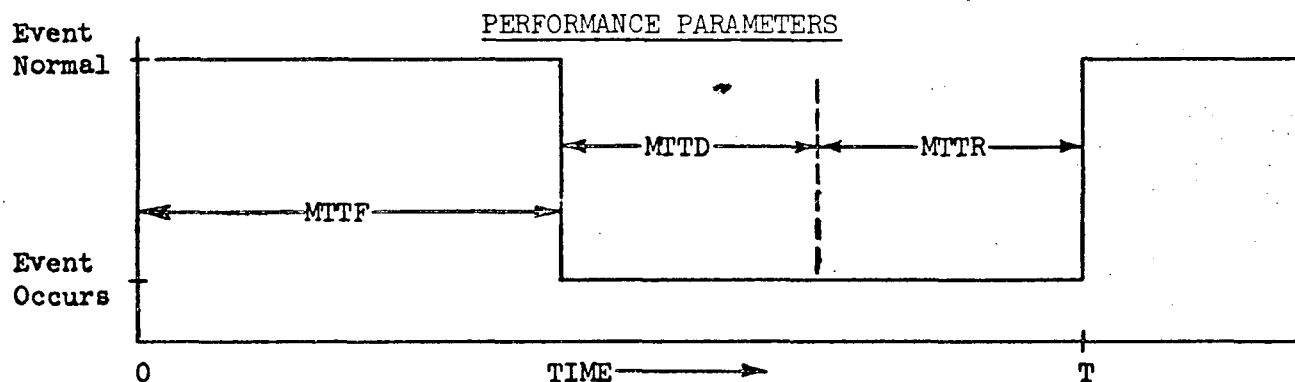 PERFORMANCE PARAMETERS
Event
Normal
MTTD
MTTR
MTTF
Event
Occurs
0
TIME
T